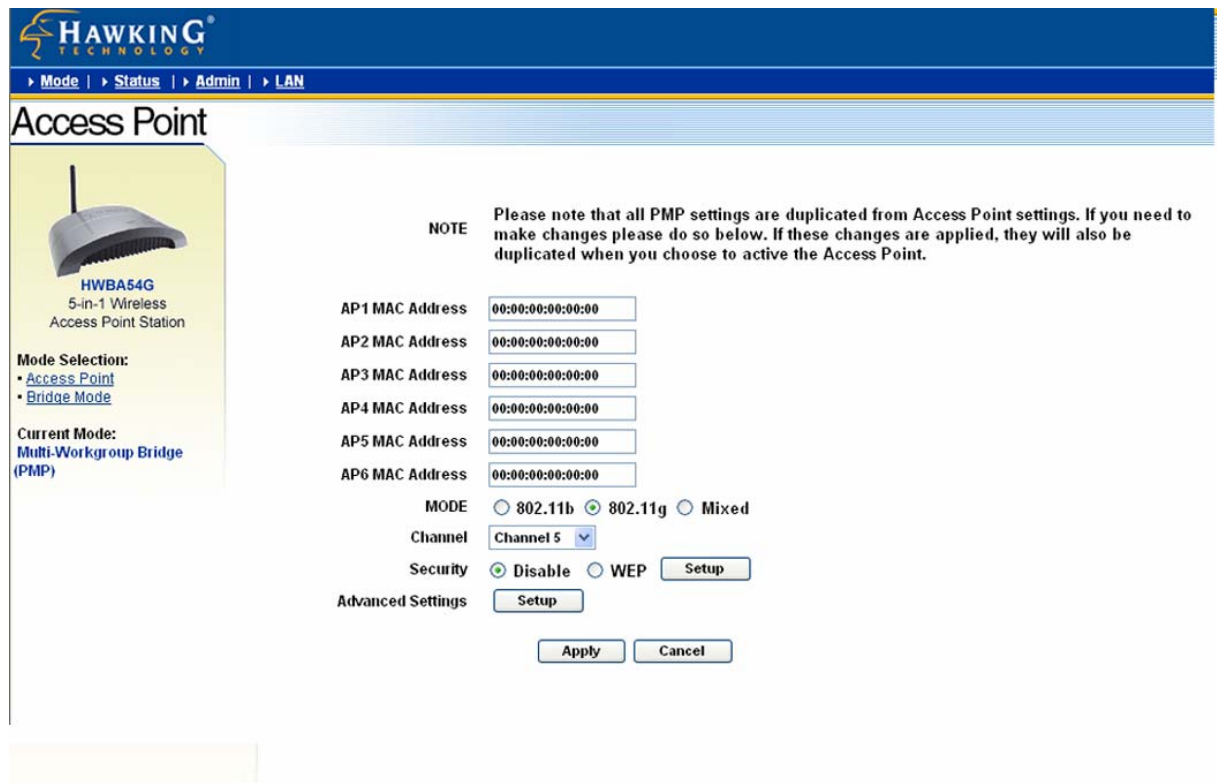 HAWKING®
TECHNOLOGY
Mode | Status | Admin | LAN
Access Point
HWBA54G
5-in-1 Wireless
Access Point Station
Mode Selection:
▪ Access Point
▪ Bridge Mode
Current Mode:
Multi-Workgroup Bridge
(PMP)
NOTE
Please note that all PMP settings are duplicated from Access Point settings. If you need to
make changes please do so below. If these changes are applied, they will also be
duplicated when you choose to active the Access Point.
AP1 MAC Address 00:00:00:00:00:00
AP2 MAC Address 00:00:00:00:00:00
AP3 MAC Address 00:00:00:00:00:00
AP4 MAC Address 00:00:00:00:00:00
AP5 MAC Address 00:00:00:00:00:00
AP6 MAC Address 00:00:00:00:00:00
MODE 802.11b 802.11g Mixed
Channel Channel 5
Security Disable WEP Setup
Advanced Settings Setup
Apply Cancel